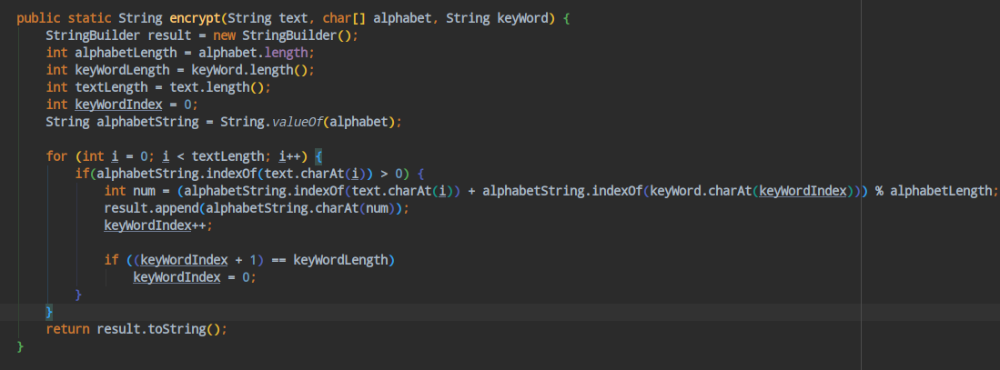 public static String encrypt(String text, char[] alphabet, String keyWord) {
    StringBuilder result = new StringBuilder();
    int alphabetLength = alphabet.length;
    int keyWordLength = keyWord.length();
    int textLength = text.length();
    int keyWordIndex = 0;
    String alphabetString = String.valueOf(alphabet);

    for (int i = 0; i < textLength; i++) {
        if(alphabetString.indexOf(text.charAt(i)) > 0) {
            int num = (alphabetString.indexOf(text.charAt(i)) + alphabetString.indexOf(keyWord.charAt(keyWordIndex))) % alphabetLength;
            result.append(alphabetString.charAt(num));
            keyWordIndex++;

            if ((keyWordIndex + 1) == keyWordLength)
                keyWordIndex = 0;
        }
    }
    return result.toString();
}